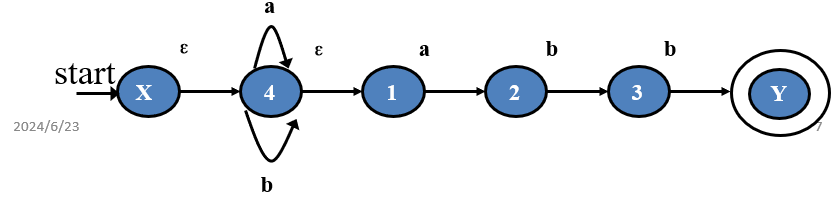 a
ε ε a b b
start X 4 1 2 3 Y
2024/6/23 7
b